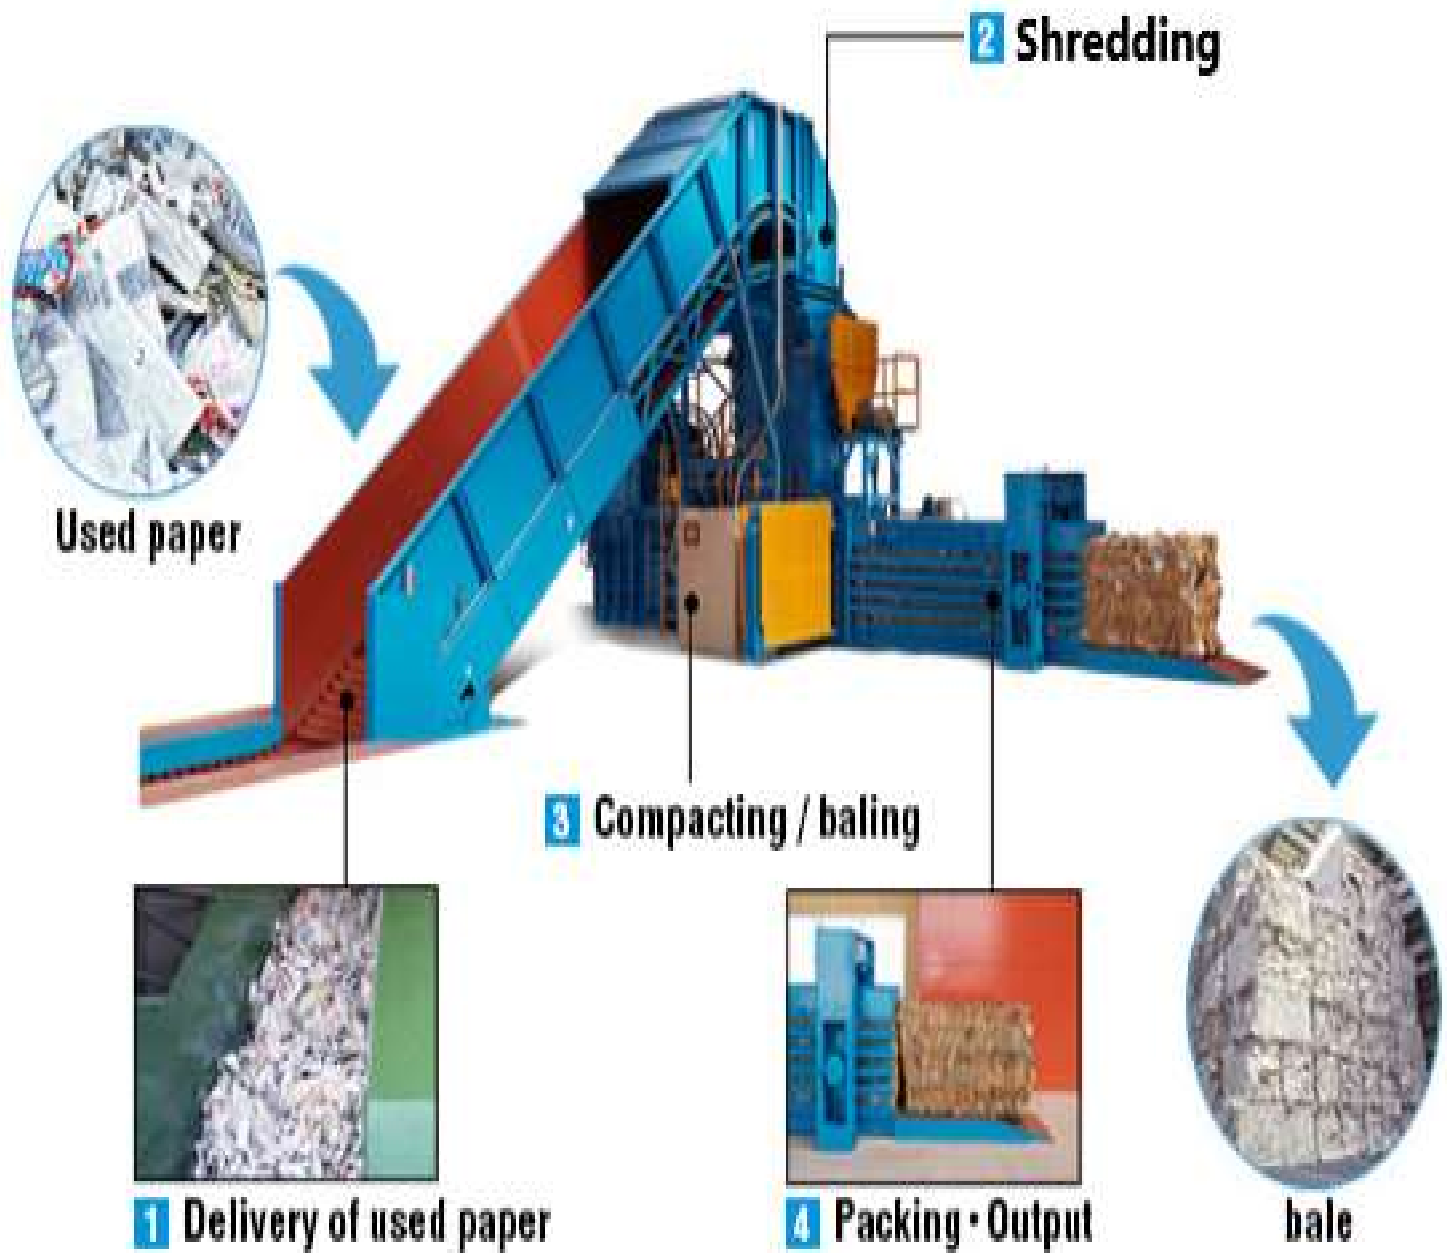 2 Shredding
Used paper
3 Compacting / baling
1 Delivery of used paper
4 Packing・Output
bale